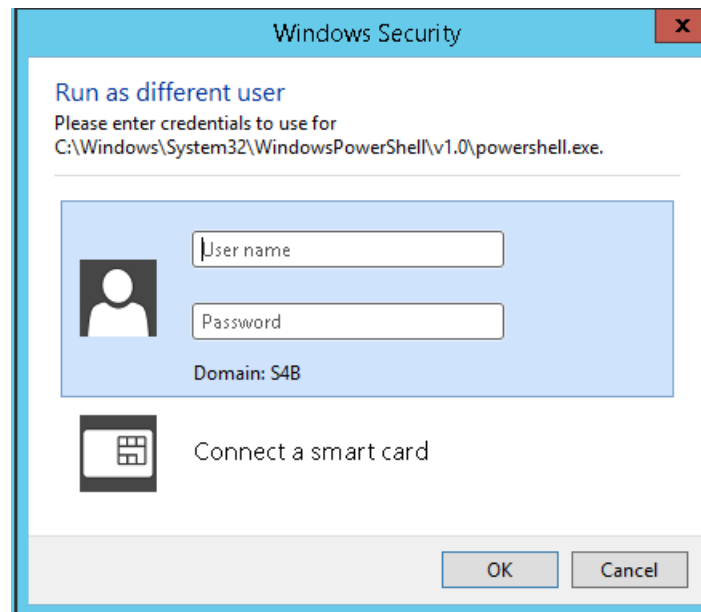 Windows Security
x
Run as different user
Please enter credentials to use for
C:\Windows\System32\WindowsPowerShell\v1.0\powershell.exe.
User name
Password
Domain: S4B
Connect a smart card
OK
Cancel